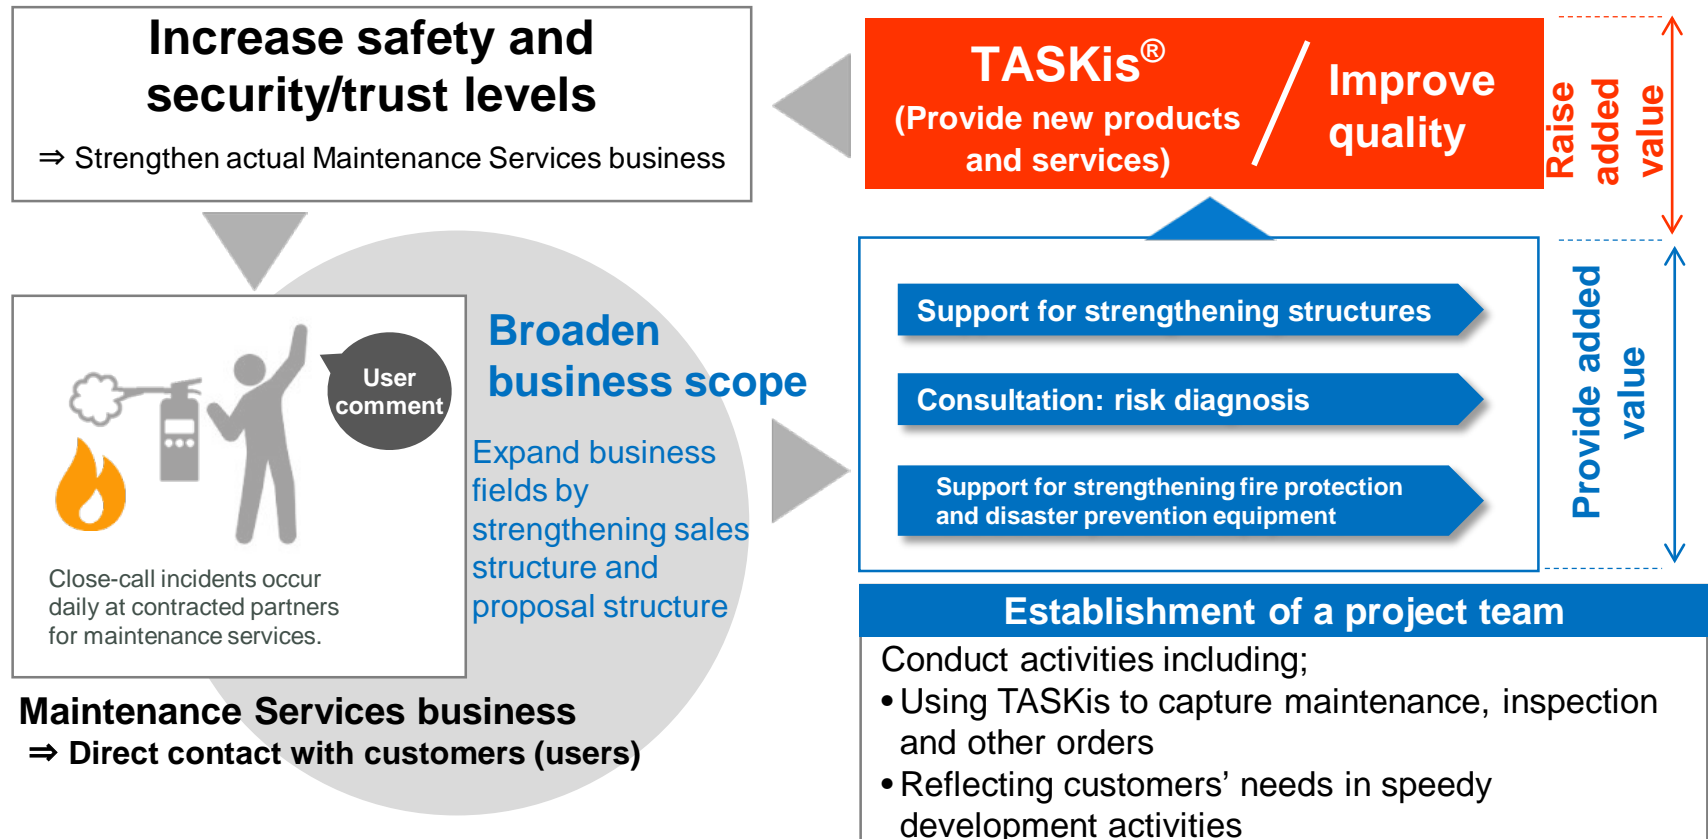 Increase safety and
security/trust levels
⇒ Strengthen actual Maintenance Services business
TASKis®
(Provide new products
and services)
Improve
quality
Raise
added
value
User
comment
Close-call incidents occur
daily at contracted partners
for maintenance services.
Broaden
business scope
Expand business
fields by
strengthening sales
structure and
proposal structure
Maintenance Services business
⇒ Direct contact with customers (users)
Support for strengthening structures
Consultation: risk diagnosis
Support for strengthening fire protection
and disaster prevention equipment
Provide added
value
Establishment of a project team
Conduct activities including;
•Using TASKis to capture maintenance, inspection
and other orders
•Reflecting customers’ needs in speedy
development activities